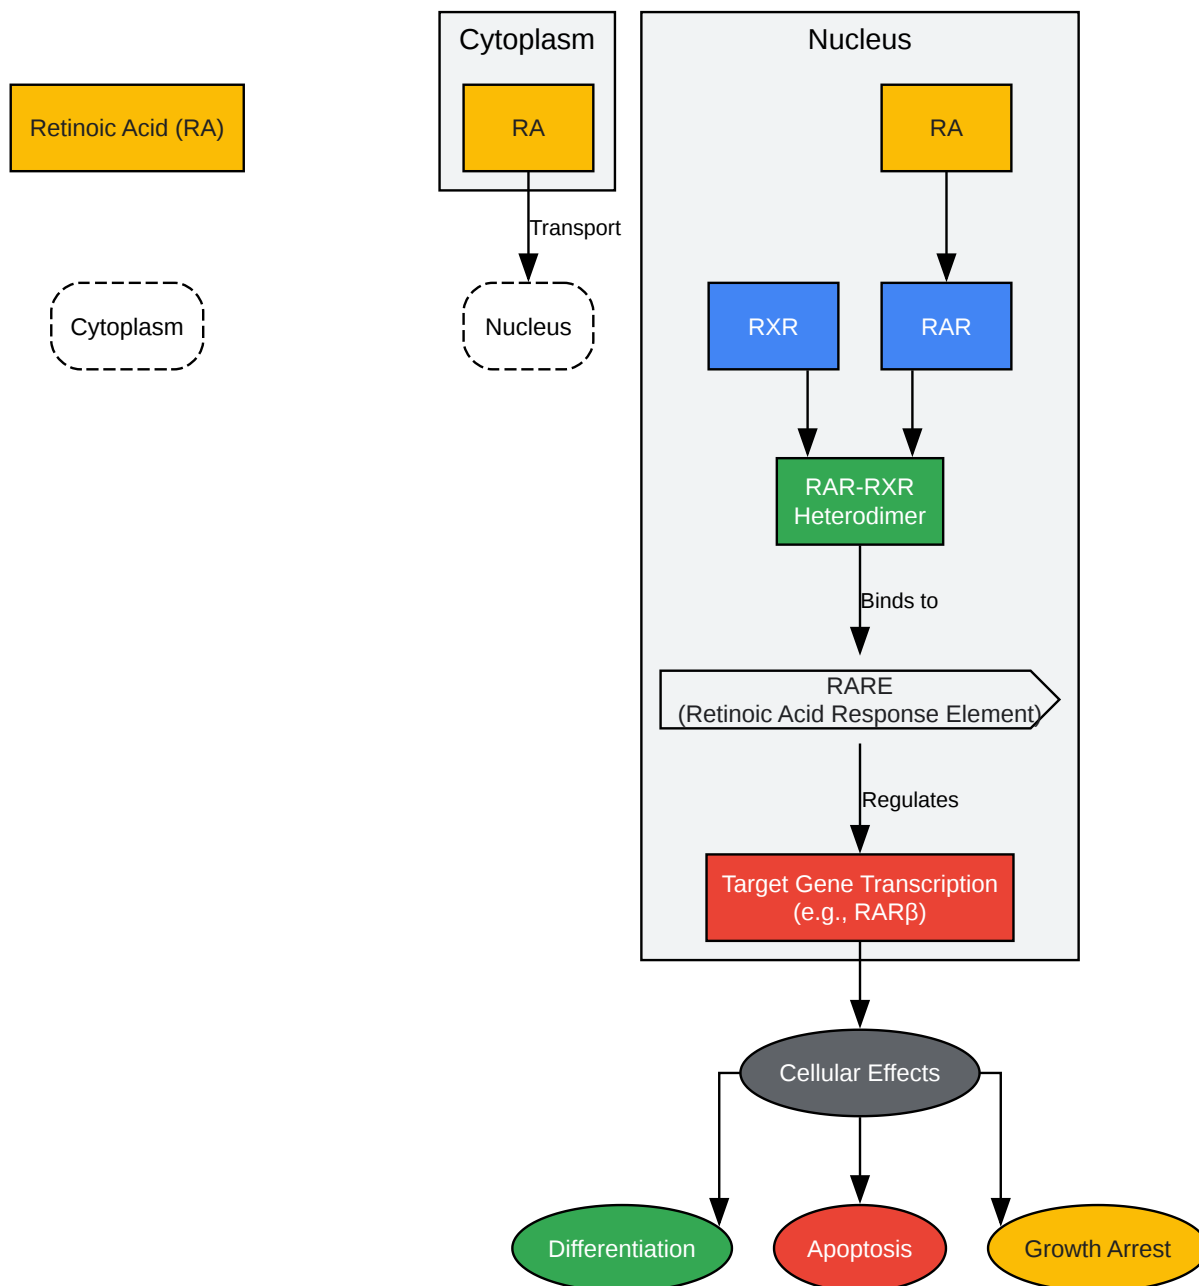 Cytoplasm
Nucleus
Retinoic Acid (RA)
RA
RA
Transport
Cytoplasm
Nucleus
RXR
RAR
RAR-RXR
Heterodimer
Binds to
RARE
(Retinoic Acid Response Element)
Regulates
Target Gene Transcription
(e.g., RARβ)
Cellular Effects
Differentiation
Apoptosis
Growth Arrest